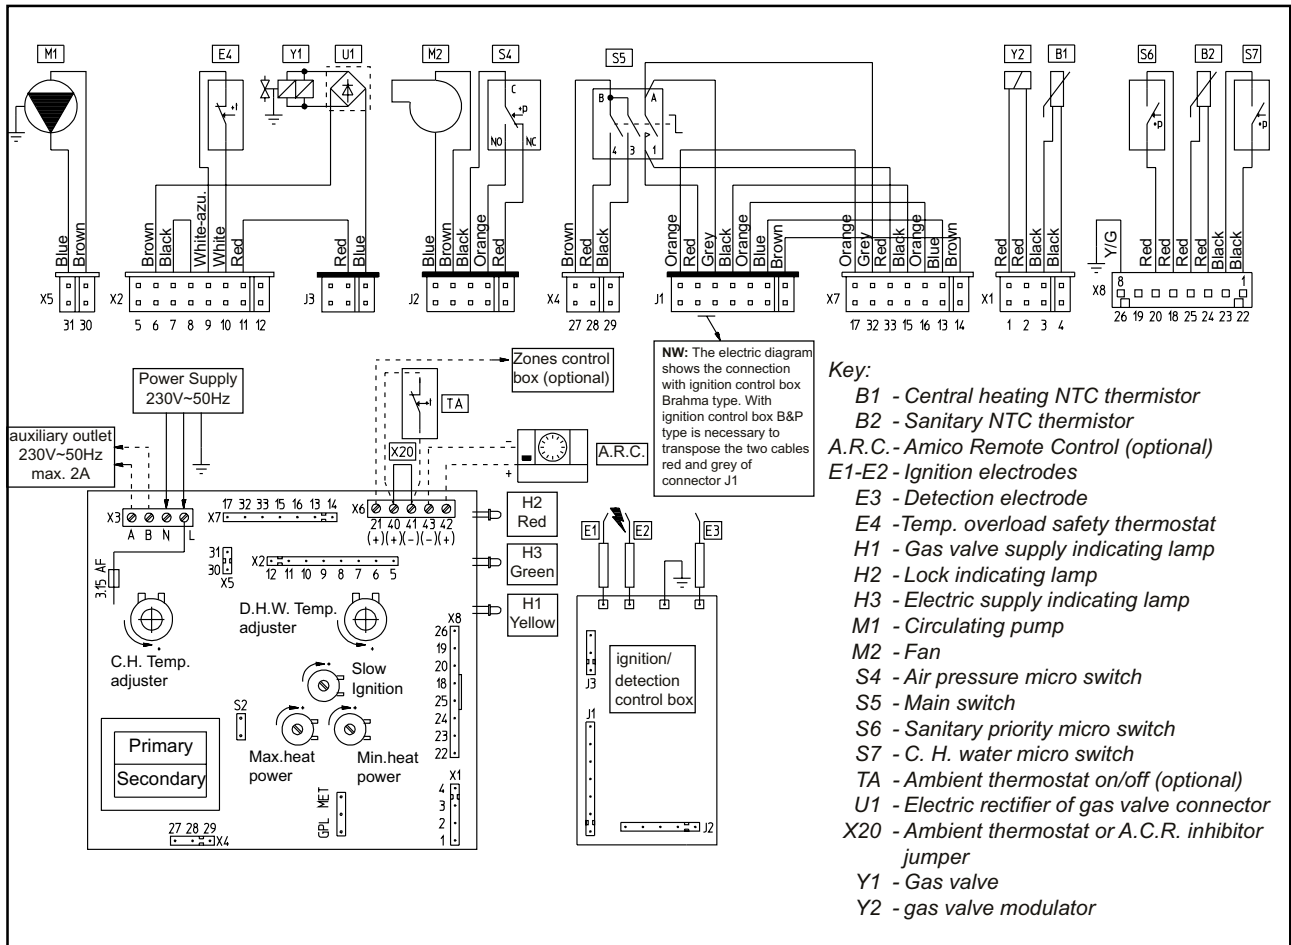 M1
E4
Y1
U1
M2
S4
S5
Y2
B1
S6
B2
S7
C
+t
+p
NO
NC
B
A
4
3
1
+p
+p
Blue
Brown
Brown
Black
White-azu.
White
Red
Red
Blue
Blue
Brown
Black
Orange
Red
Brown
Red
Black
Orange
Red
Grey
Black
Orange
Blue
Brown
Orange
Grey
Red
Black
Orange
Blue
Brown
Red
Red
Black
Black
Y/G
Red
Red
Red
Red
Black
Black
X5
31 30
X2
5 6 7 8 9 10 11 12
J3
J2
X4
27 28 29
J1
X7
17 32 33 15 16 13 14
X1
1 2 3 4
X8
8
1
26 19 20 18 25 24 23 22
Power Supply
230V~50Hz
auxiliary outlet
230V~50Hz
max. 2A
Zones control
box (optional)
TA
+t
X20
A.R.C.
-
+
NW: The electric diagram
shows the connection
with ignition control box
Brahma type. With
ignition control box B&P
type is necessary to
transpose the two cables
red and grey of
connector J1
X3
A B N L
3.15 AF
17 32 33 15 16 13 14
X7
X6
21 40 41 43 42
(+) (+) (-) (-) (+)
31
30
X5
X2
12 11 10 9 8 7 6 5
H2
Red
H3
Green
H1
Yellow
C.H. Temp.
adjuster
D.H.W. Temp.
adjuster
Slow
Ignition
S2
Max.heat
power
Min.heat
power
Primary
Secondary
GPL MET
27 28 29
X4
X8
26
19
20
18
25
24
23
22
X1
4
3
2
1
E1
E2
E3
ignition/
detection
control box
J3
J1
J2
Key:
B1 - Central heating NTC thermistor
B2 - Sanitary NTC thermistor
A.R.C. - Amico Remote Control (optional)
E1-E2 - Ignition electrodes
E3 - Detection electrode
E4 -Temp. overload safety thermostat
H1 - Gas valve supply indicating lamp
H2 - Lock indicating lamp
H3 - Electric supply indicating lamp
M1 - Circulating pump
M2 - Fan
S4 - Air pressure micro switch
S5 - Main switch
S6 - Sanitary priority micro switch
S7 - C. H. water micro switch
TA - Ambient thermostat on/off (optional)
U1 - Electric rectifier of gas valve connector
X20 - Ambient thermostat or A.C.R. inhibitor
jumper
Y1 - Gas valve
Y2 - gas valve modulator